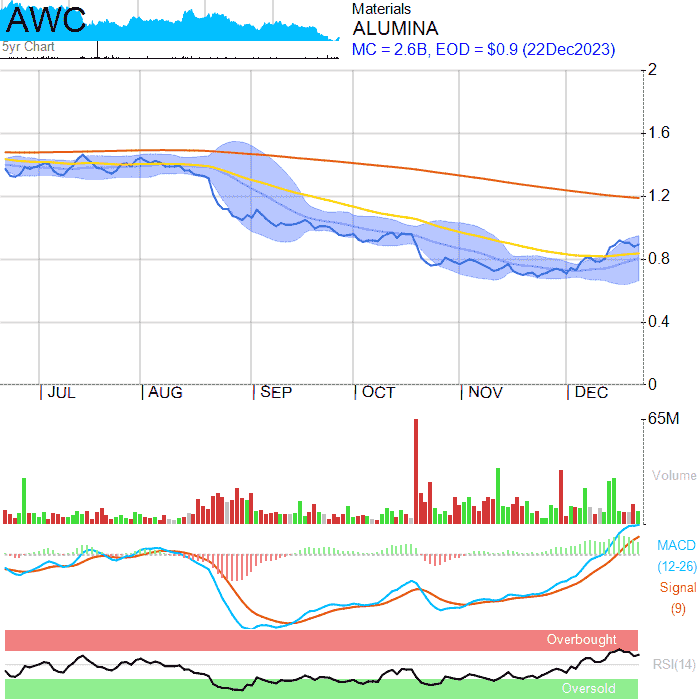 AWC
5yr Chart
Materials
ALUMINA
MC = 2.6B, EOD = $0.9 (22Dec2023)
2
1.6
1.2
0.8
0.4
0
JUL AUG SEP OCT NOV DEC
65M
Volume
MACD
(12-26)
Signal
(9)
Overbought
RSI(14)
Oversold